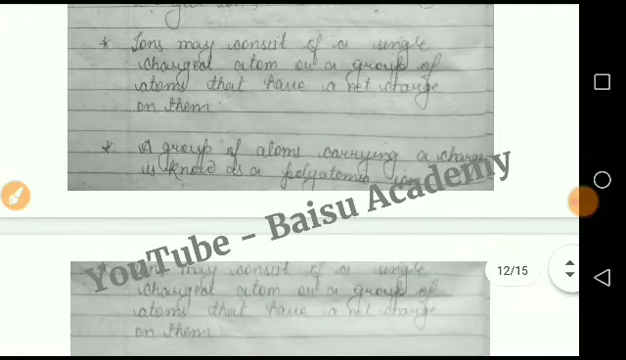 * Ions may consist of a single
charged atom or a group of
atoms that have a net charge
on them.
* A group of atoms carrying a charge
is know as a polyatomic ion
YouTube - Baisu Academy
12/15
* Ions may consist of a single
charged atom or a group of
atoms that have a net charge
on them